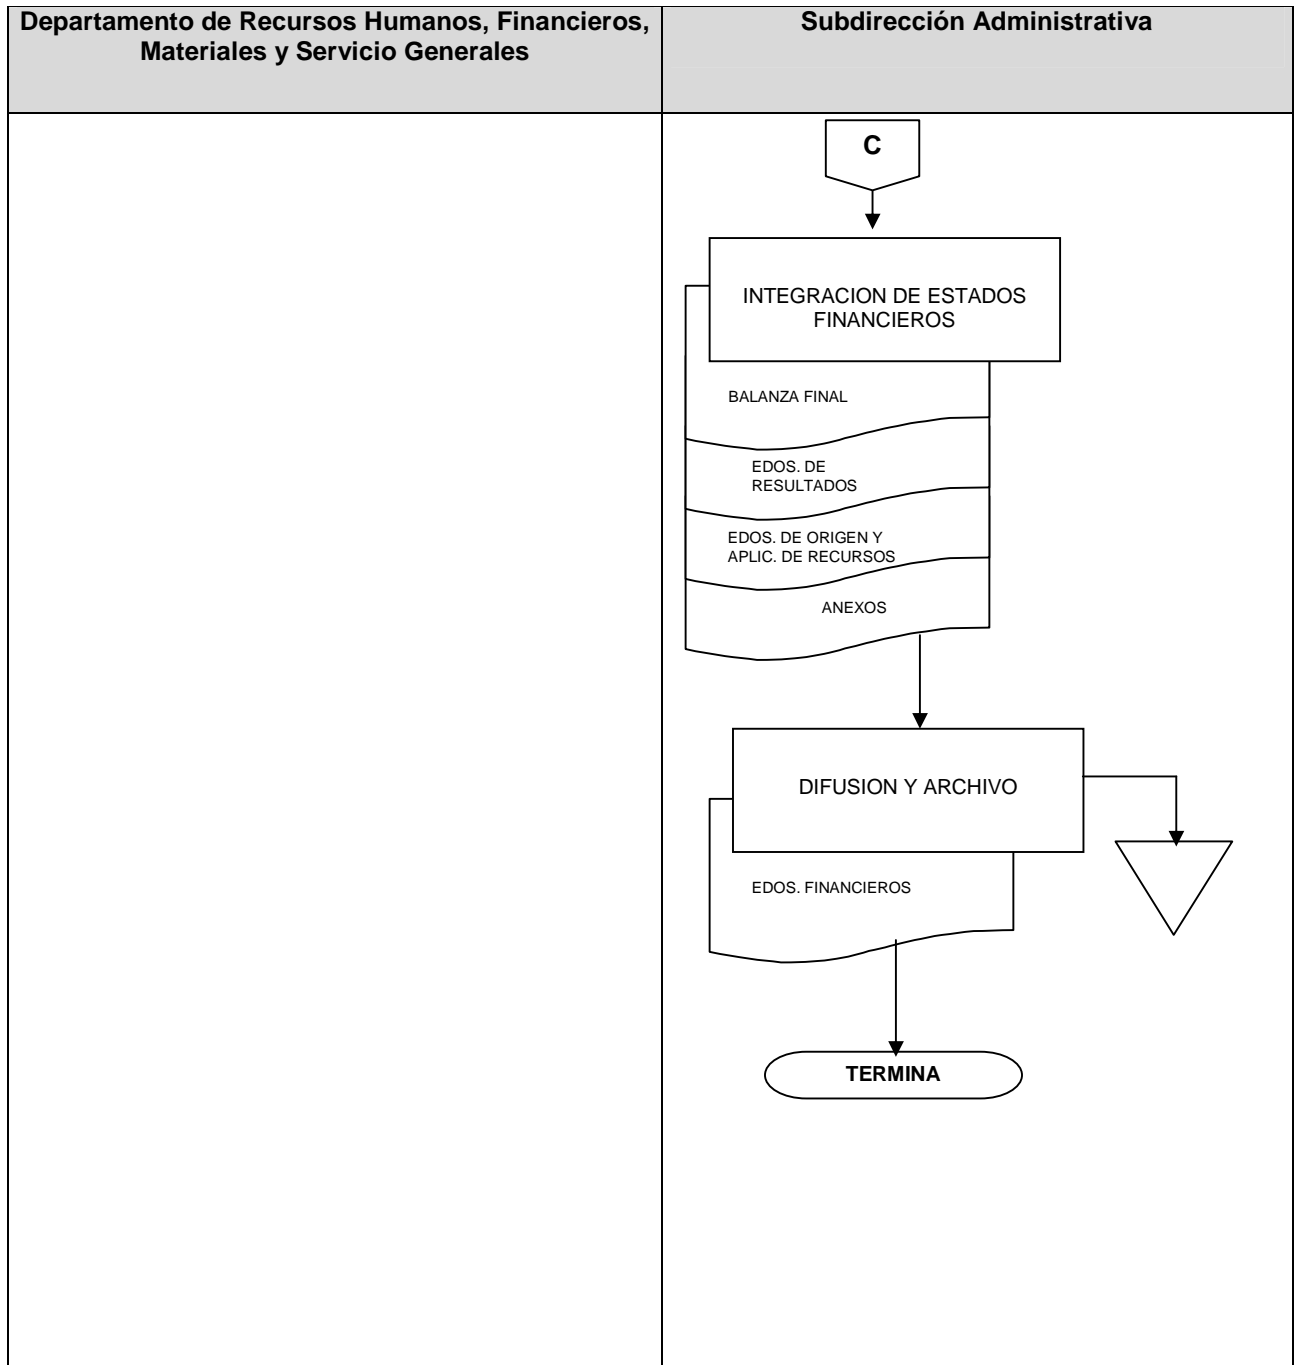 Departamento de Recursos Humanos, Financieros,
Materiales y Servicio Generales
Subdirección Administrativa
C
INTEGRACION DE ESTADOS
FINANCIEROS
BALANZA FINAL
EDOS. DE
RESULTADOS
EDOS. DE ORIGEN Y
APLIC. DE RECURSOS
ANEXOS
DIFUSION Y ARCHIVO
EDOS. FINANCIEROS
TERMINA